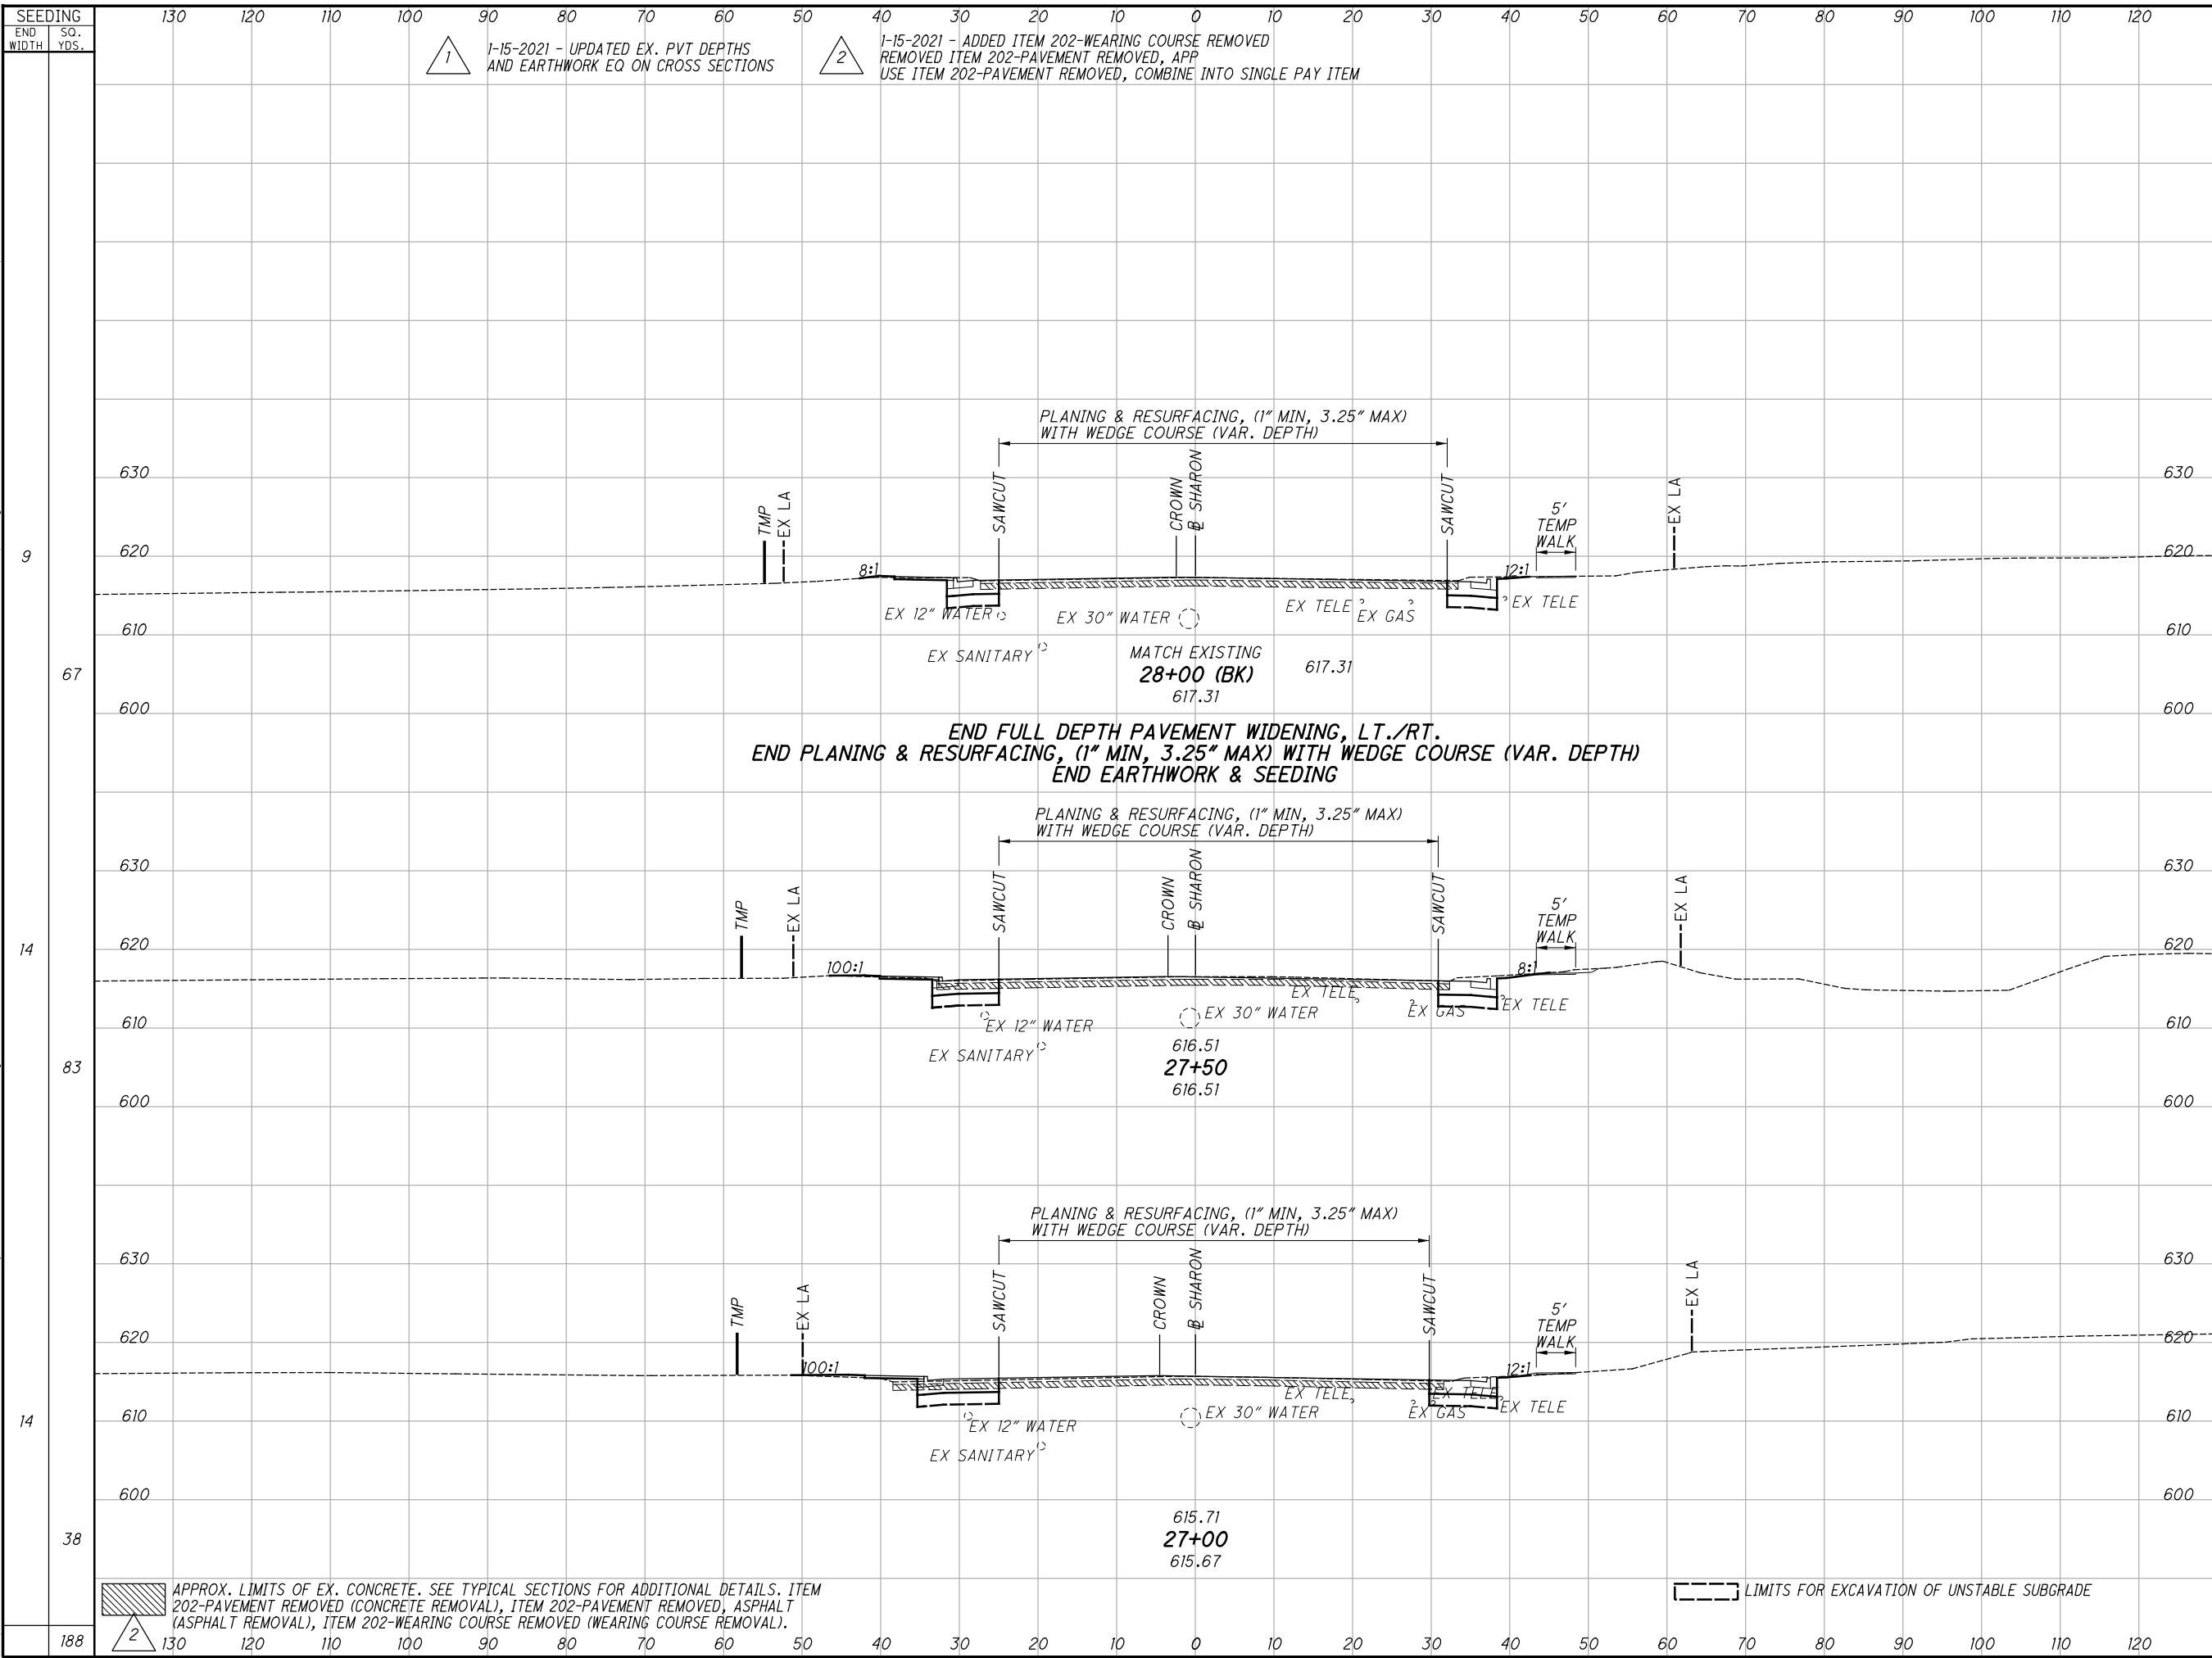 SEEDING
END WIDTH
SQ. YDS.
130 120 110 100 90 80 70 60 50 40 30 20 10 0 10 20 30 40 50 60 70 80 90 100 110 120
1
1-15-2021 - UPDATED EX. PVT DEPTHS
AND EARTHWORK EQ ON CROSS SECTIONS
2
1-15-2021 - ADDED ITEM 202-WEARING COURSE REMOVED
REMOVED ITEM 202-PAVEMENT REMOVED, APP
USE ITEM 202-PAVEMENT REMOVED, COMBINE INTO SINGLE PAY ITEM
PLANING & RESURFACING, (1" MIN, 3.25" MAX)
WITH WEDGE COURSE (VAR. DEPTH)
630 630
TMP
EX LA
SAWCUT
CROWN
℄ SHARON
SAWCUT
5'
TEMP
WALK
EX LA
9
620 620
8:1
12:1
EX 12" WATER
EX 30" WATER
EX TELE
EX GAS
EX TELE
610 610
EX SANITARY
MATCH EXISTING
28+00 (BK)
617.31
617.31
67
600 600
END FULL DEPTH PAVEMENT WIDENING, LT./RT.
END PLANING & RESURFACING, (1" MIN, 3.25" MAX) WITH WEDGE COURSE (VAR. DEPTH)
END EARTHWORK & SEEDING
PLANING & RESURFACING, (1" MIN, 3.25" MAX)
WITH WEDGE COURSE (VAR. DEPTH)
630 630
TMP
EX LA
SAWCUT
CROWN
℄ SHARON
SAWCUT
5'
TEMP
WALK
EX LA
14
620 620
100:1
8:1
EX TELE
EX 12" WATER
EX 30" WATER
EX GAS
EX TELE
610 610
EX SANITARY
616.51
27+50
616.51
83
600 600
PLANING & RESURFACING, (1" MIN, 3.25" MAX)
WITH WEDGE COURSE (VAR. DEPTH)
630 630
TMP
EX LA
SAWCUT
CROWN
℄ SHARON
SAWCUT
5'
TEMP
WALK
EX LA
620 620
100:1
12:1
EX TELE
EX TELE
EX 12" WATER
EX 30" WATER
EX GAS
EX TELE
14
610 610
EX SANITARY
600 600
615.71
27+00
615.67
38
APPROX. LIMITS OF EX. CONCRETE. SEE TYPICAL SECTIONS FOR ADDITIONAL DETAILS. ITEM
202-PAVEMENT REMOVED (CONCRETE REMOVAL), ITEM 202-PAVEMENT REMOVED, ASPHALT
(ASPHALT REMOVAL), ITEM 202-WEARING COURSE REMOVED (WEARING COURSE REMOVAL).
2
LIMITS FOR EXCAVATION OF UNSTABLE SUBGRADE
188
130 120 110 100 90 80 70 60 50 40 30 20 10 0 10 20 30 40 50 60 70 80 90 100 110 120